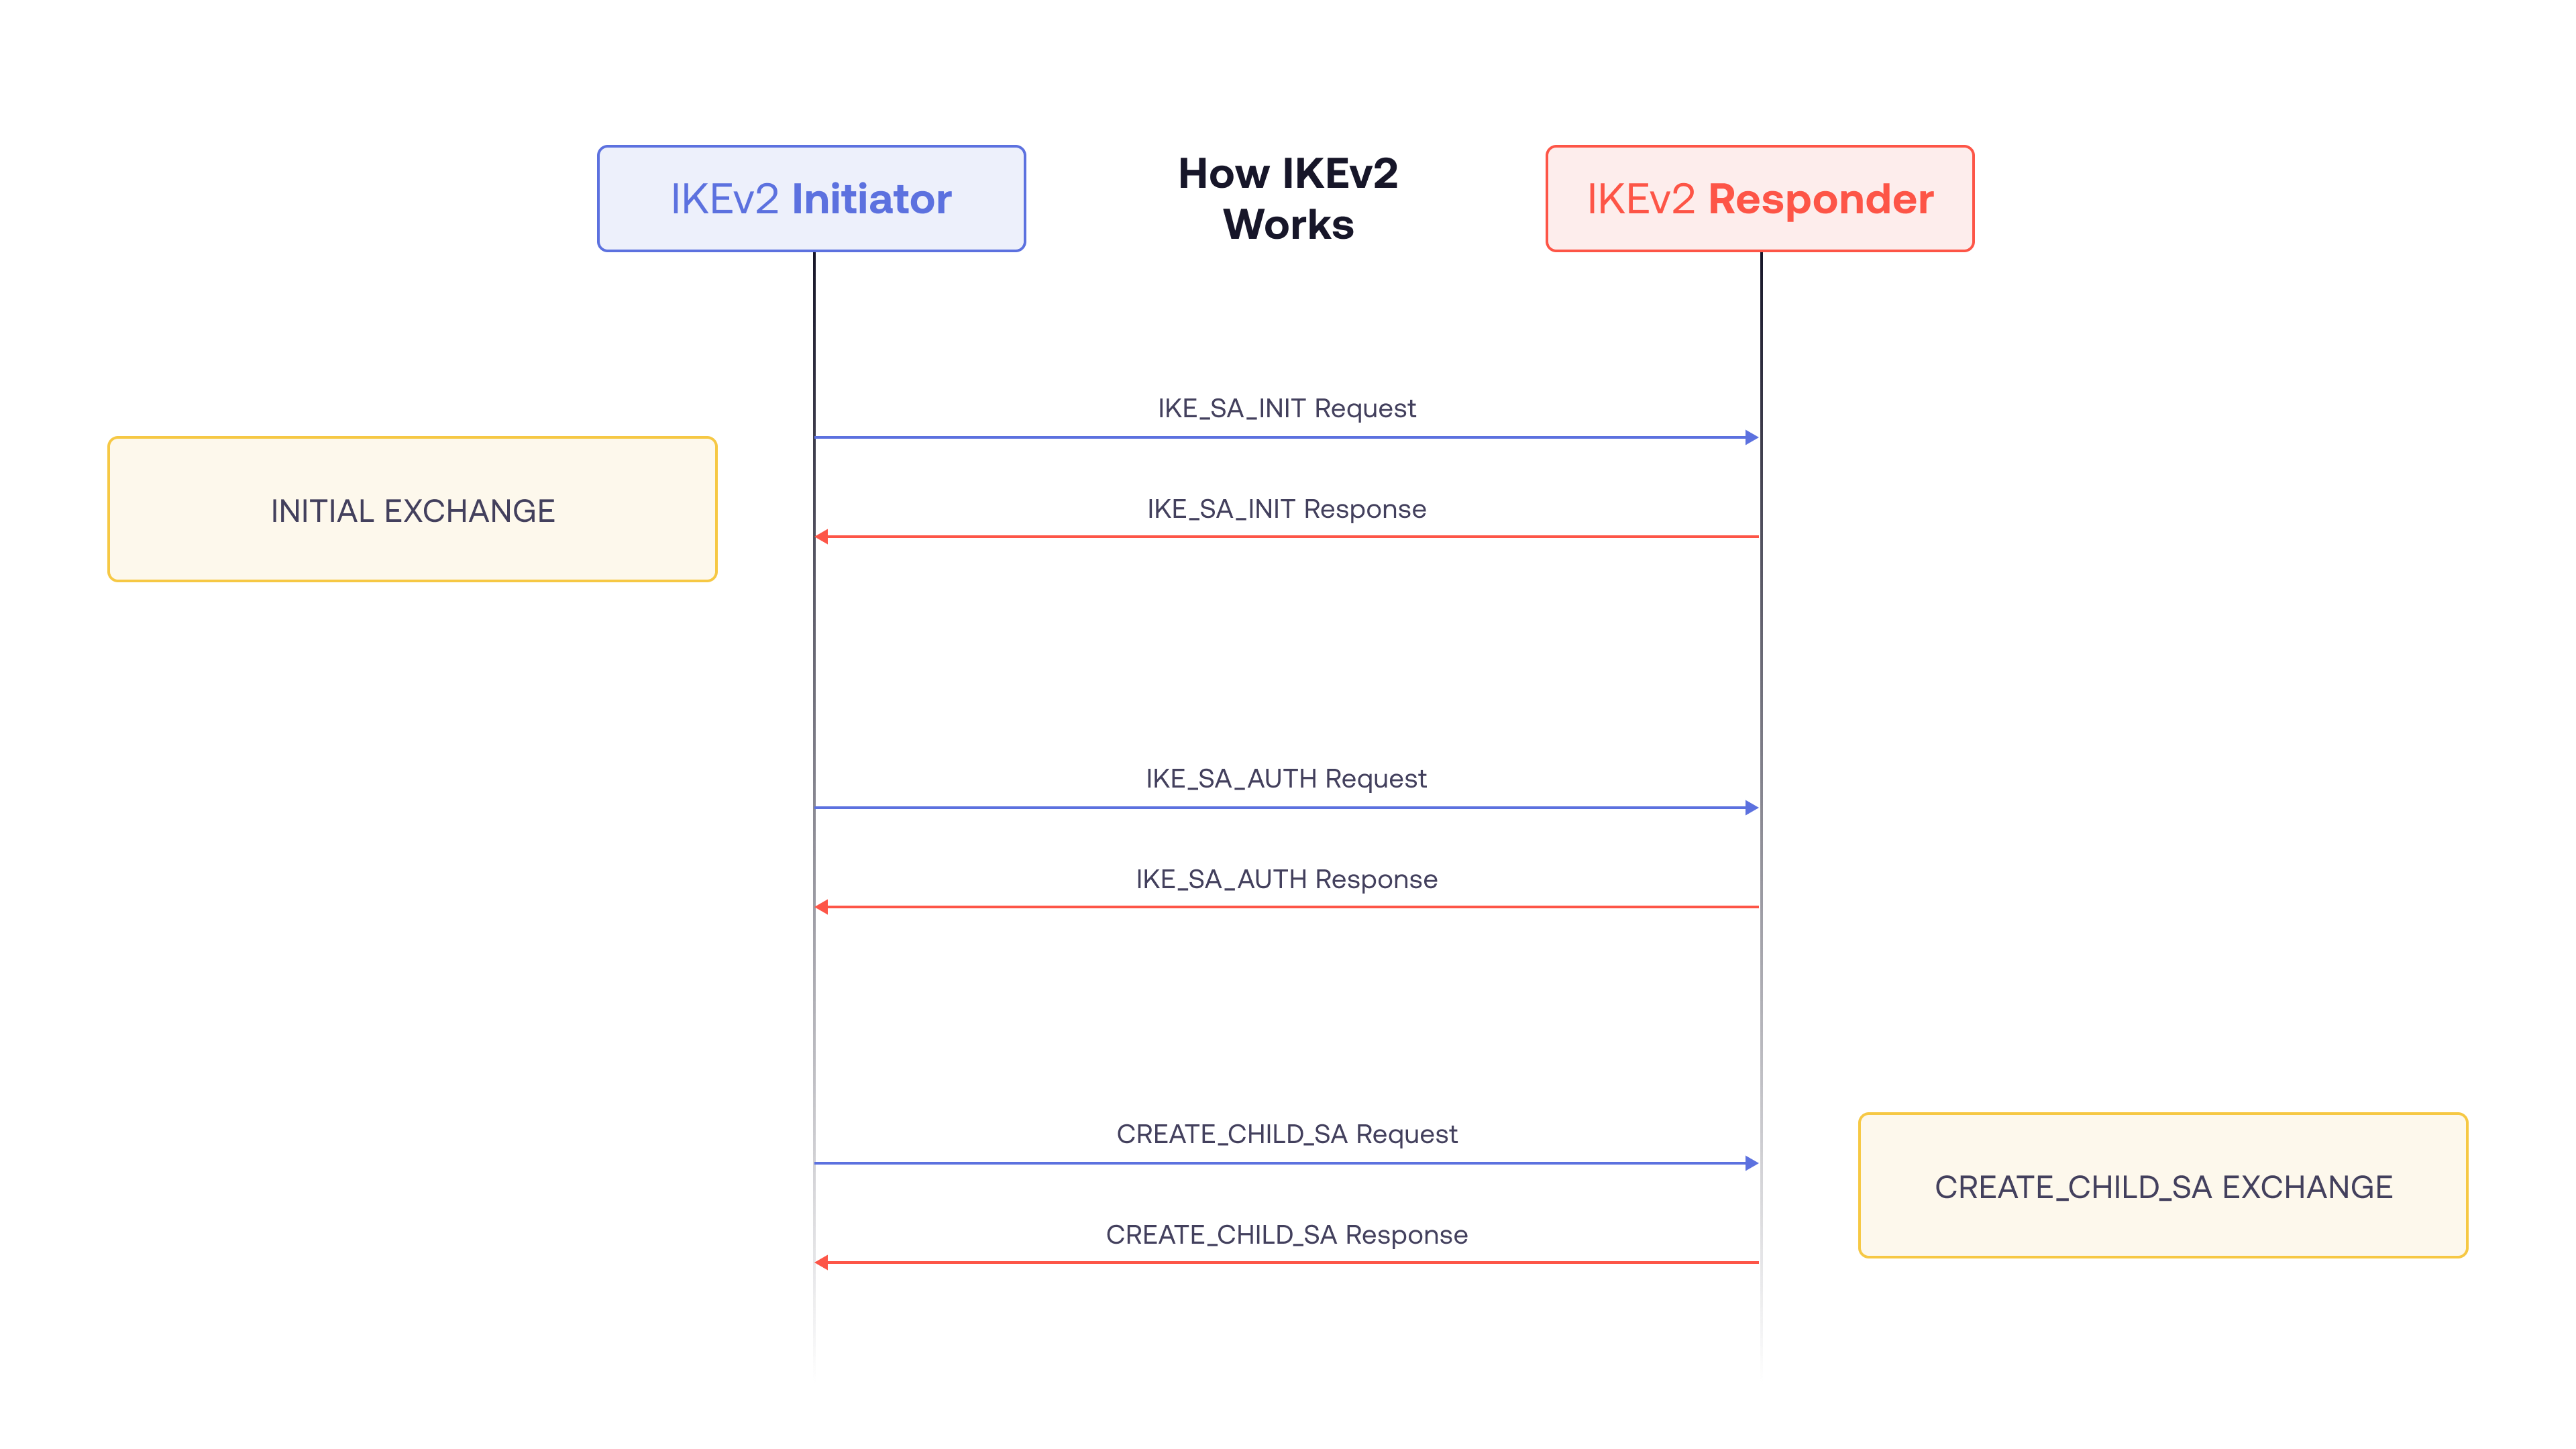 IKEv2 Initiator
How IKEv2
Works
IKEv2 Responder
IKE_SA_INIT Request
INITIAL EXCHANGE
IKE_SA_INIT Response
IKE_SA_AUTH Request
IKE_SA_AUTH Response
CREATE_CHILD_SA Request
CREATE_CHILD_SA EXCHANGE
CREATE_CHILD_SA Response